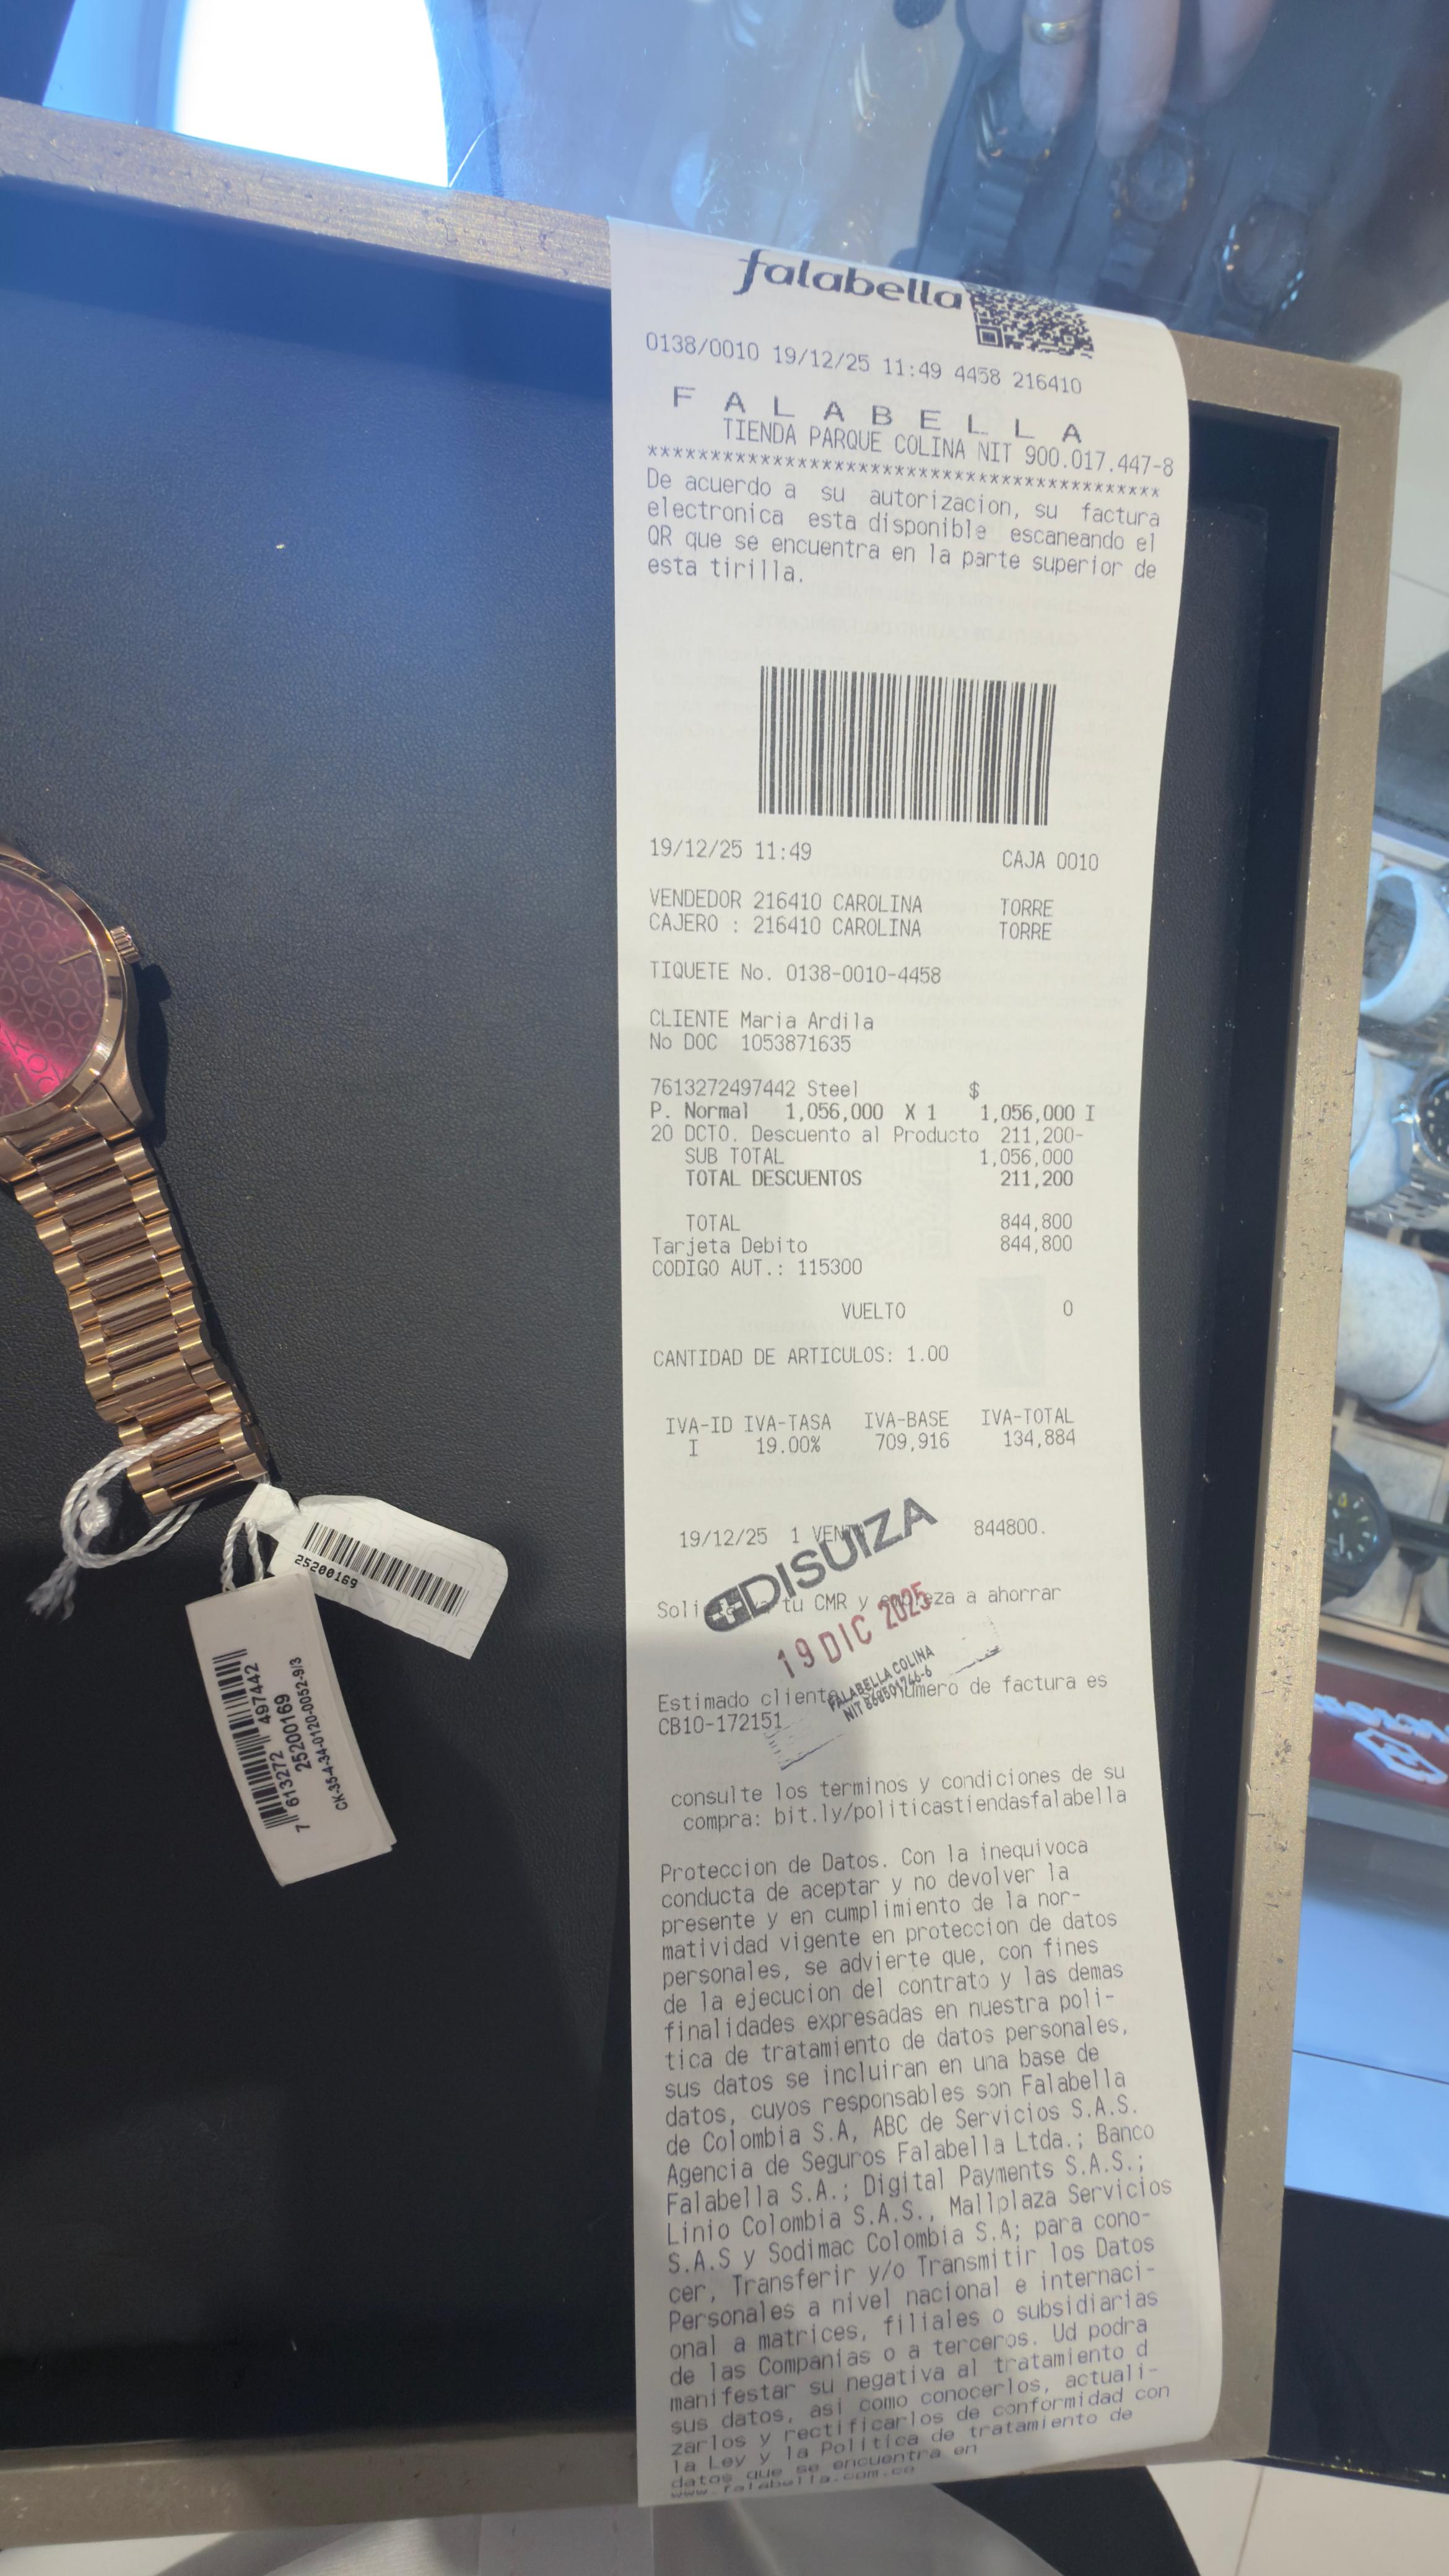 falabella
0138/0010 19/12/25 11:49 4458 216410
F A L A B E L L A
TIENDA PARQUE COLINA NIT 900.017.447-8
******************************************
De acuerdo a su autorizacion, su factura
electronica esta disponible escaneando el
QR que se encuentra en la parte superior de
esta tirilla.
19/12/25 11:49 CAJA 0010
VENDEDOR 216410 CAROLINA TORRE
CAJERO : 216410 CAROLINA TORRE
TIQUETE No. 0138-0010-4458
CLIENTE Maria Ardila
No DOC 1053871635
7613272497442 Steel $
P. Normal 1,056,000 X 1 1,056,000 I
20 DCTO. Descuento al Producto 211,200-
SUB TOTAL 1,056,000
TOTAL DESCUENTOS 211,200
TOTAL 844,800
Tarjeta Debito 844,800
CODIGO AUT.: 115300
VUELTO 0
CANTIDAD DE ARTICULOS: 1.00
IVA-ID IVA-TASA IVA-BASE IVA-TOTAL
I 19.00% 709,916 134,884
19/12/25 1 844800.
DISUIZA
tu CMR y a ahorrar
19 DIC 2025
FALABELLA COLINA
NIT
Estimado cliente numero de factura es
CB10-172151
consulte los terminos y condiciones de su
compra: bit.ly/politicastiendasfalabella
Proteccion de Datos. Con la inequivoca
conducta de aceptar y no devolver la
presente y en cumplimiento de la nor-
matividad vigente en proteccion de datos
personales, se advierte que, con fines
de la ejecucion del contrato y las demas
finalidades expresadas en nuestra poli-
tica de tratamiento de datos personales,
sus datos se incluiran en una base de
datos, cuyos responsables son Falabella
de Colombia S.A, ABC de Servicios S.A.S.
Agencia de Seguros Falabella Ltda.; Banco
Falabella S.A.; Digital Payments S.A.S.;
Linio Colombia S.A.S., Mallplaza Servicios
S.A.S y Sodimac Colombia S.A; para cono-
cer, Transferir y/o Transmitir los Datos
Personales a nivel nacional e internaci-
onal a matrices, filiales o subsidiarias
de las Companias o a terceros. Ud podra
manifestar su negativa al tratamiento d
sus datos, asi como conocerlos, actuali-
zarlos y rectificarlos de conformidad con
la Ley y la Politica de tratamiento de
datos que se encuentra en
www.falabella.com.co
25200169
7 613272 497442
25200169
CK-354-34-0120-0052-9/3